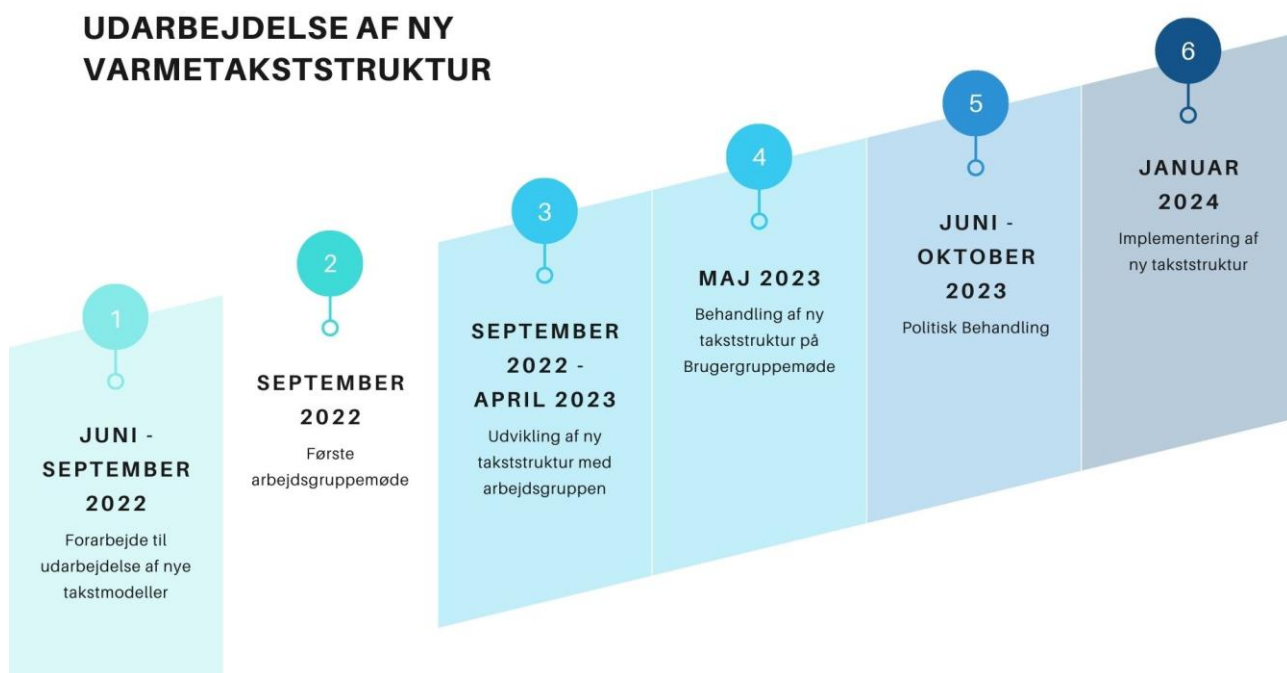 UDARBEJDELSE AF NY
VARMETAKSTSTRUKTUR
1
JUNI -
SEPTEMBER
2022
Forarbejde til
udarbejdelse af nye
takstmodeller
2
SEPTEMBER
2022
Første
arbejdsgruppemøde
3
SEPTEMBER
2022 -
APRIL 2023
Udvikling af ny
takststruktur med
arbejdsgruppen
4
MAJ 2023
Behandling af ny
takststruktur på
Brugergruppemøde
5
JUNI -
OKTOBER
2023
Politisk Behandling
6
JANUAR
2024
Implementering af
ny takststruktur